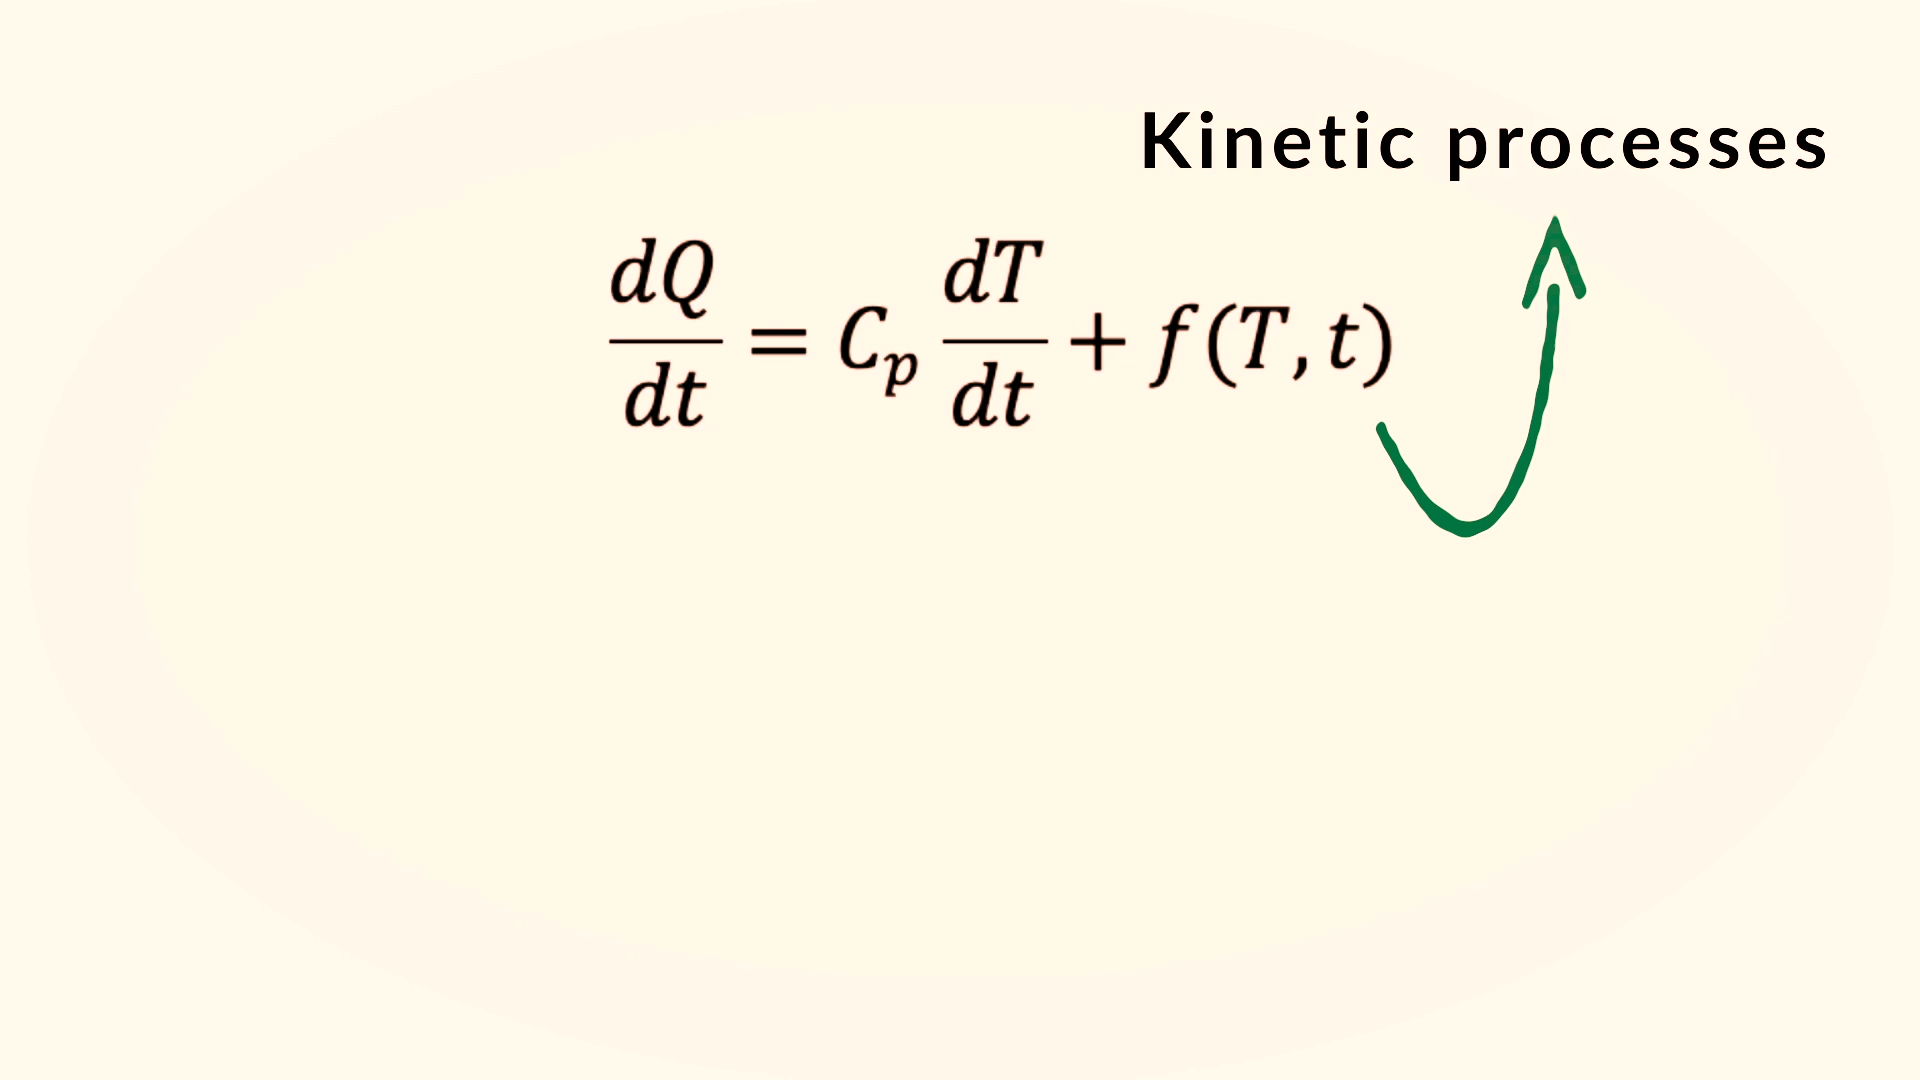 Kinetic processes
dQ/dt = C_p dT/dt + f(T, t)